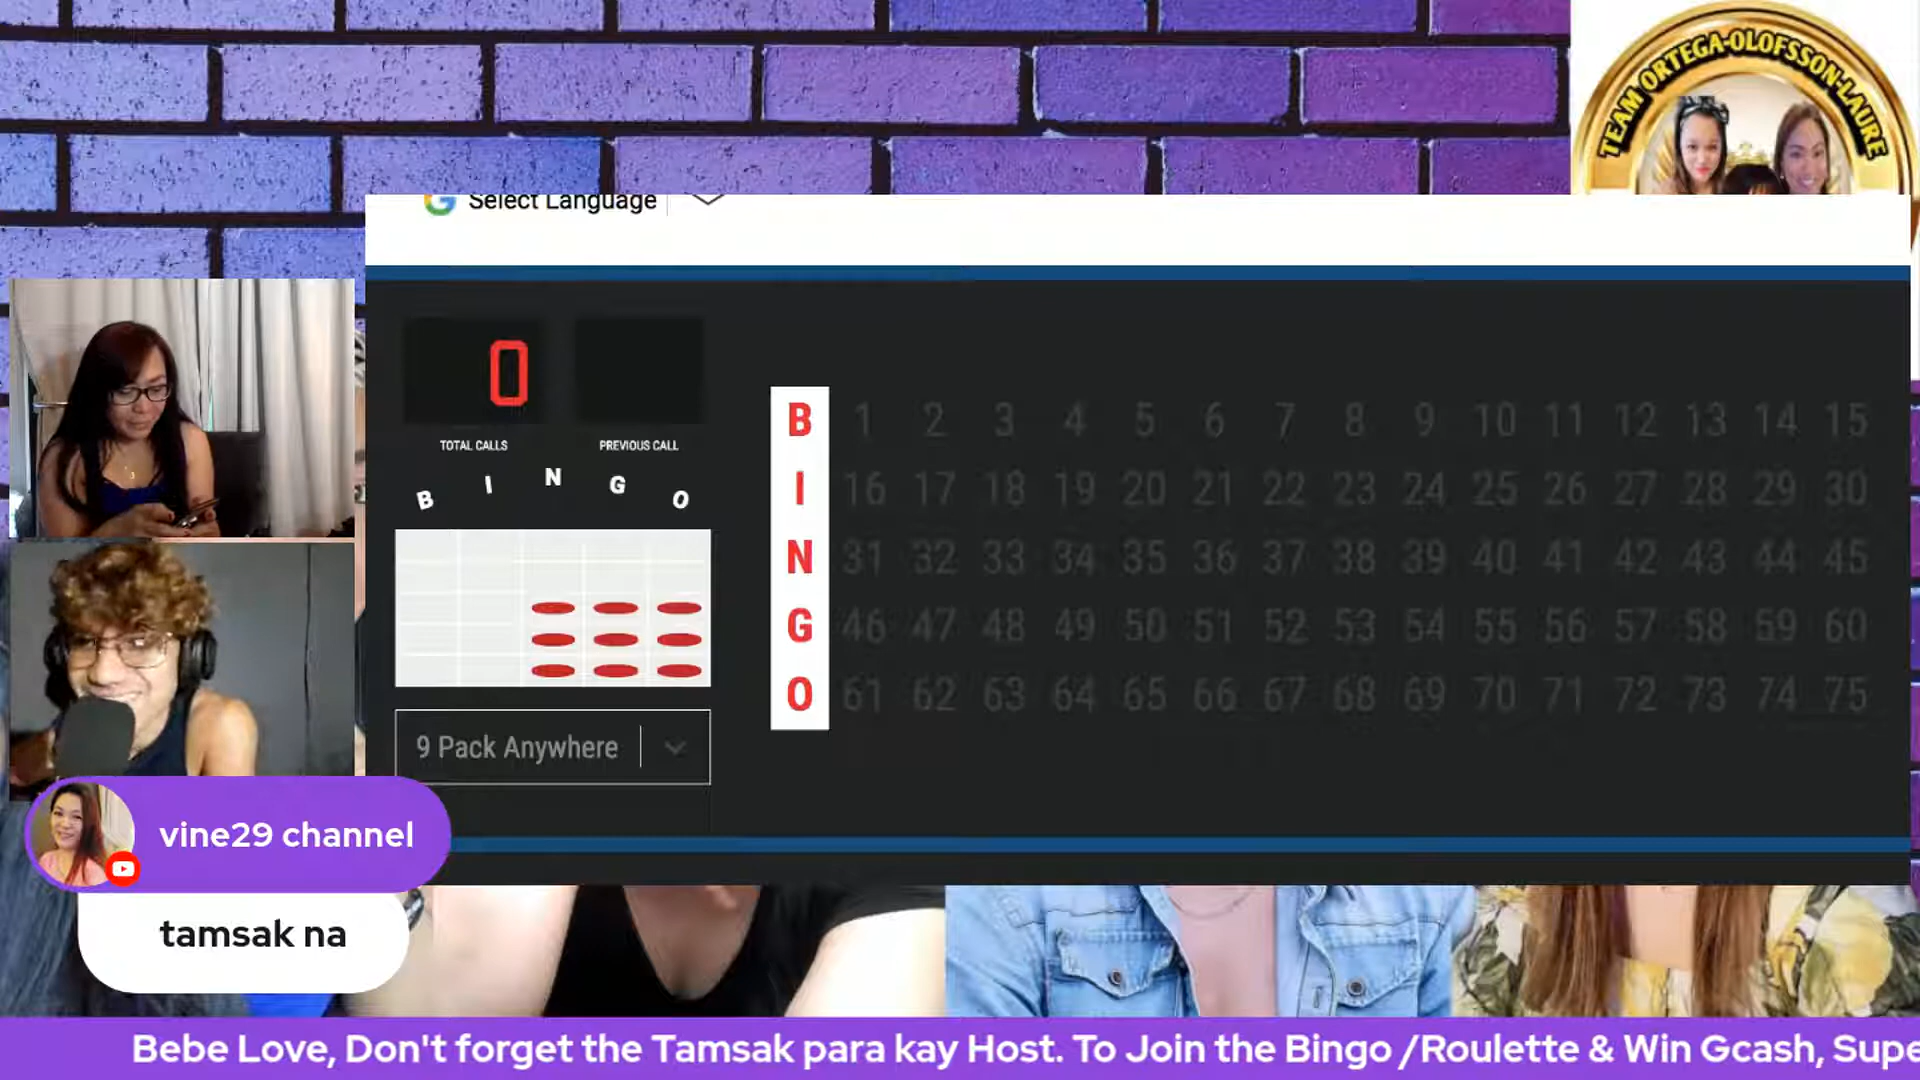 TEAM ORTEGA-OLOFSSON-LAURE
Select Language
0
TOTAL CALLS
PREVIOUS CALL
B I N G O
9 Pack Anywhere
B 1 2 3 4 5 6 7 8 9 10 11 12 13 14 15
I 16 17 18 19 20 21 22 23 24 25 26 27 28 29 30
N 31 32 33 34 35 36 37 38 39 40 41 42 43 44 45
G 46 47 48 49 50 51 52 53 54 55 56 57 58 59 60
O 61 62 63 64 65 66 67 68 69 70 71 72 73 74 75
vine29 channel
tamsak na
Bebe Love, Don't forget the Tamsak para kay Host. To Join the Bingo /Roulette & Win Gcash, Supe